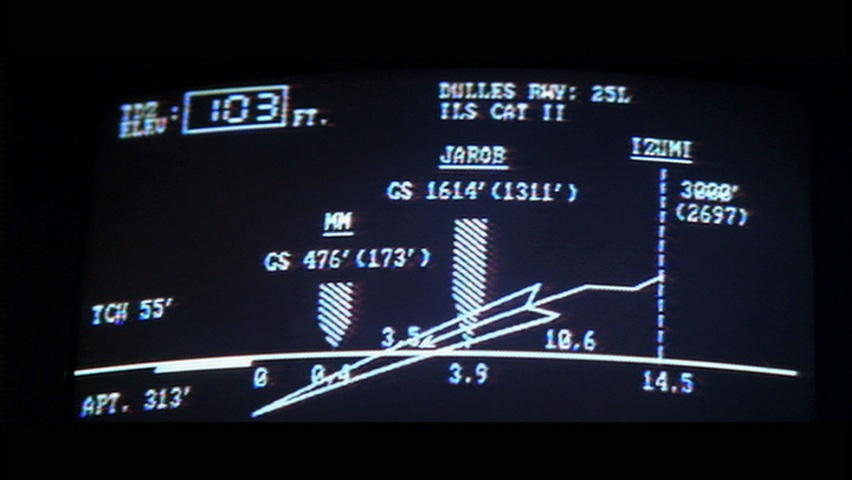 TDZ ELEV: 103 FT.
DULLES RWY: 25L
ILS CAT II
JAROB
IZUMI
GS 1614'(1311')
3000'
(2697)
MM
GS 476'(173')
TCH 55'
3.5
10.6
0
0.4
3.9
14.5
APT. 313'